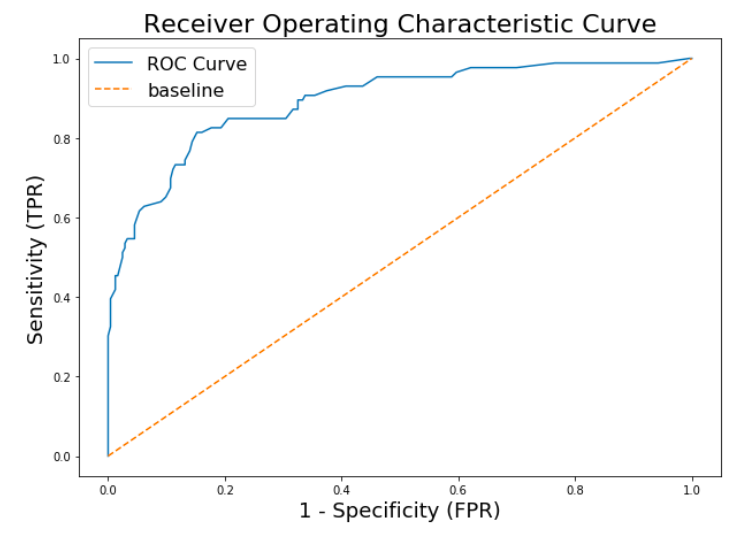 Receiver Operating Characteristic Curve
ROC Curve
baseline
1.0
0.8
0.6
0.4
0.2
0.0
Sensitivity (TPR)
0.0 0.2 0.4 0.6 0.8 1.0
1 - Specificity (FPR)